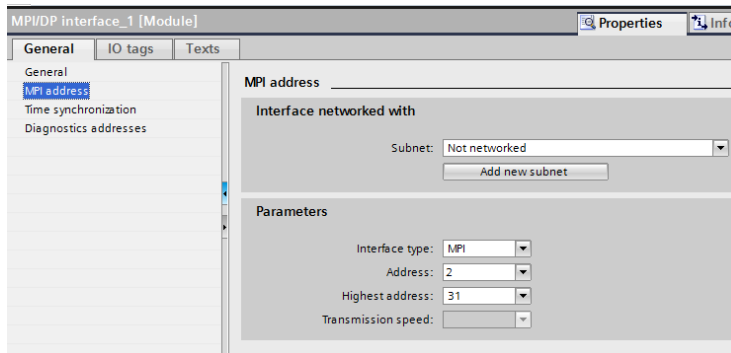 MPI/DP interface_1 [Module]
Properties
Info
General
IO tags
Texts
General
MPI address
Time synchronization
Diagnostics addresses
MPI address
Interface networked with
Subnet: Not networked
Add new subnet
Parameters
Interface type: MPI
Address: 2
Highest address: 31
Transmission speed: